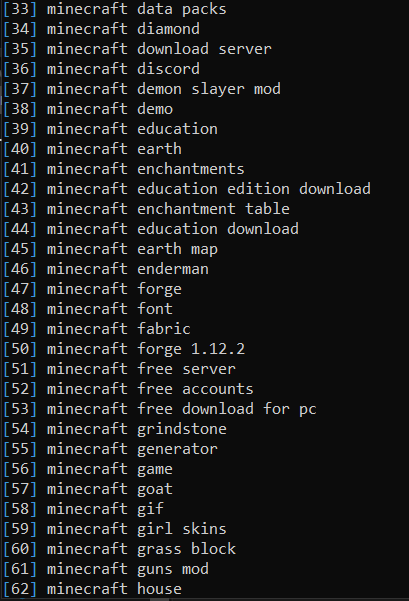 [33] minecraft data packs
[34] minecraft diamond
[35] minecraft download server
[36] minecraft discord
[37] minecraft demon slayer mod
[38] minecraft demo
[39] minecraft education
[40] minecraft earth
[41] minecraft enchantments
[42] minecraft education edition download
[43] minecraft enchantment table
[44] minecraft education download
[45] minecraft earth map
[46] minecraft enderman
[47] minecraft forge
[48] minecraft font
[49] minecraft fabric
[50] minecraft forge 1.12.2
[51] minecraft free server
[52] minecraft free accounts
[53] minecraft free download for pc
[54] minecraft grindstone
[55] minecraft generator
[56] minecraft game
[57] minecraft goat
[58] minecraft gif
[59] minecraft girl skins
[60] minecraft grass block
[61] minecraft guns mod
[62] minecraft house